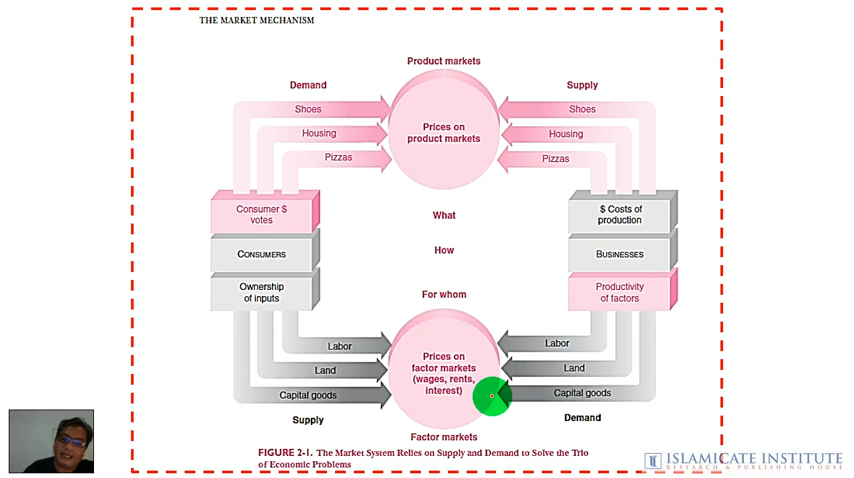 THE MARKET MECHANISM
Product markets
Demand
Supply
Shoes
Shoes
Housing
Prices on
product markets
Housing
Pizzas
Pizzas
Consumer $
votes
What
$ Costs of
production
CONSUMERS
How
BUSINESSES
Ownership
of inputs
For whom
Productivity
of factors
Labor
Labor
Prices on
factor markets
(wages, rents,
interest)
Land
Land
Capital goods
Capital goods
Supply
Demand
Factor markets
FIGURE 2-1. The Market System Relies on Supply and Demand to Solve the Trio
of Economic Problems
ISLAMICATE INSTITUTE
RESEARCH & PUBLISHING HOUSE